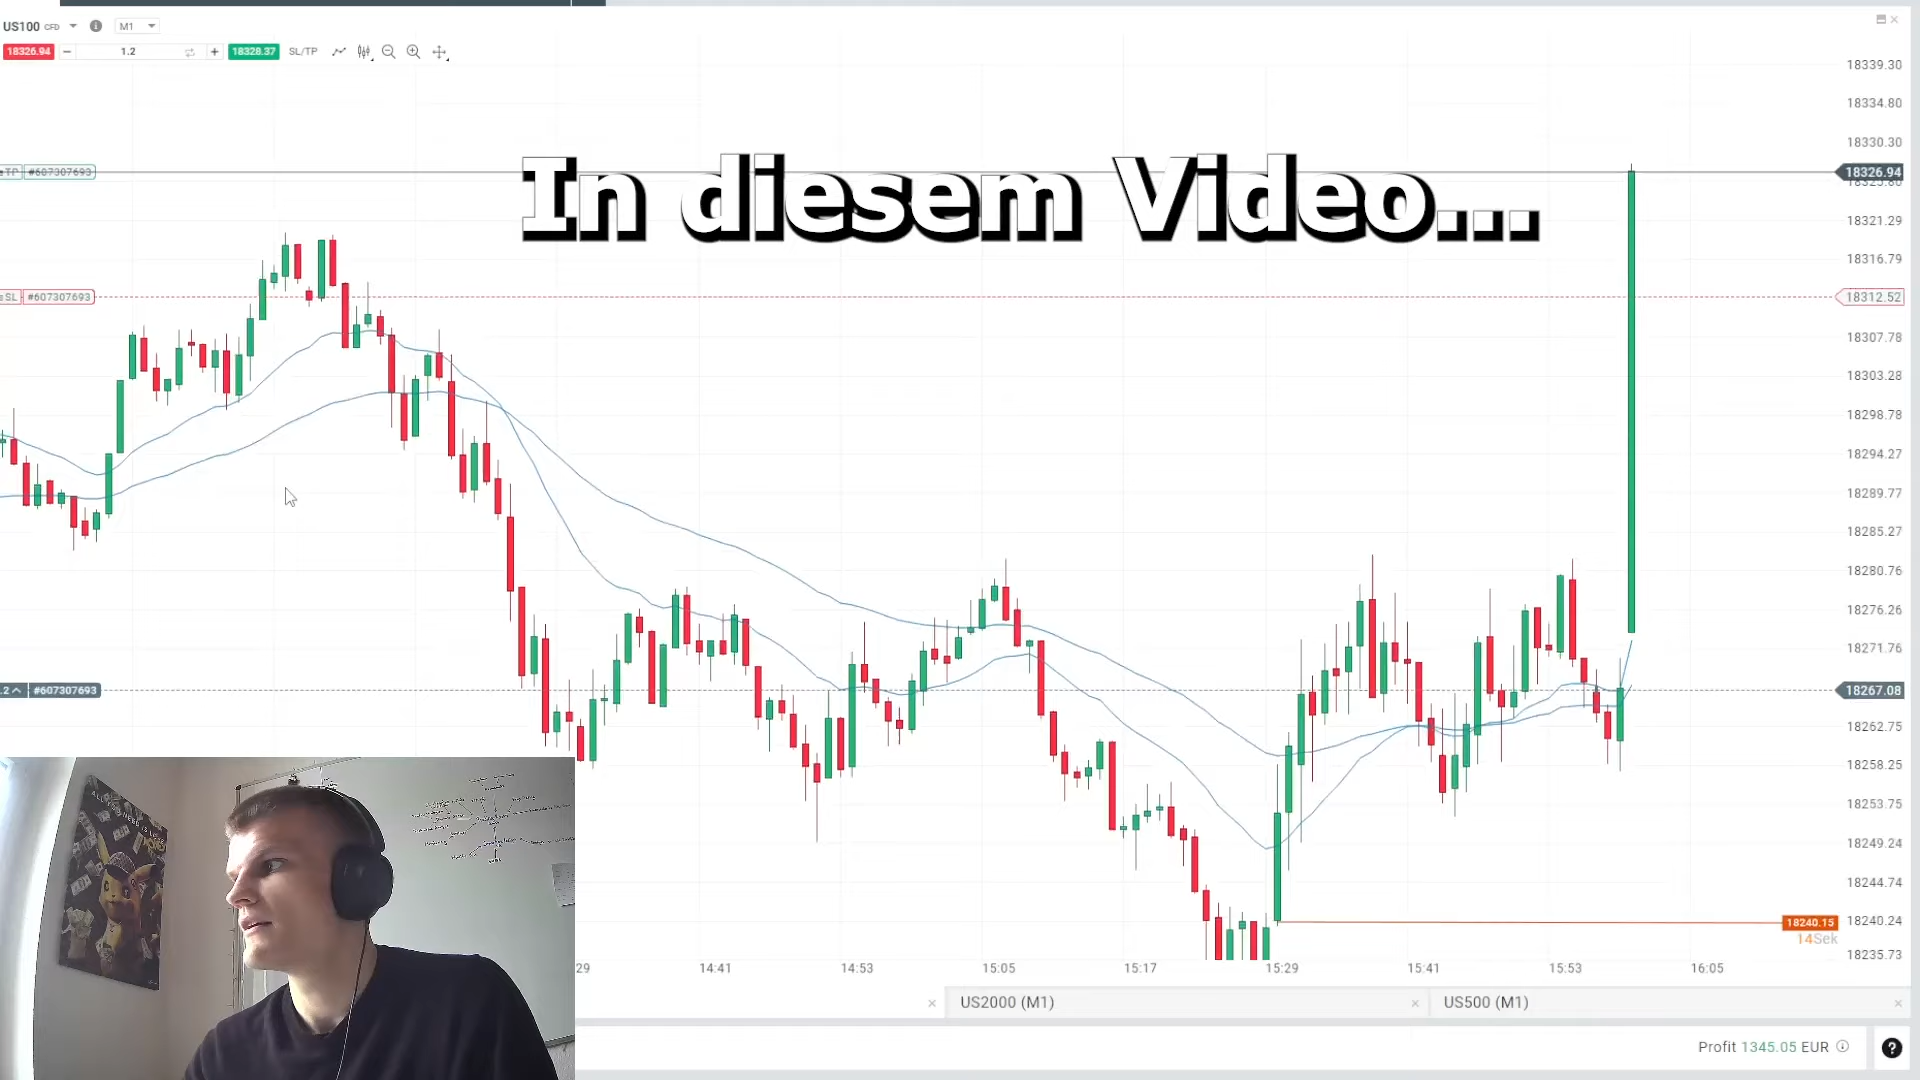 US100 CFD M1
18326.94 1.2 18328.37 SL/TP
In diesem Video...
18339.30
18334.80
18330.30
TP #607307693
18326.94
18321.29
18316.79
SL #607307693
18312.52
18307.78
18303.28
18298.78
18294.27
18289.77
18285.27
18280.76
18276.26
18271.76
.2 #607307693
18267.08
18262.75
18258.25
18253.75
18249.24
18244.74
18240.15
18240.24
14Sek
18235.73
:29 14:41 14:53 15:05 15:17 15:29 15:41 15:53 16:05
US2000 (M1) US500 (M1)
Profit 1345.05 EUR